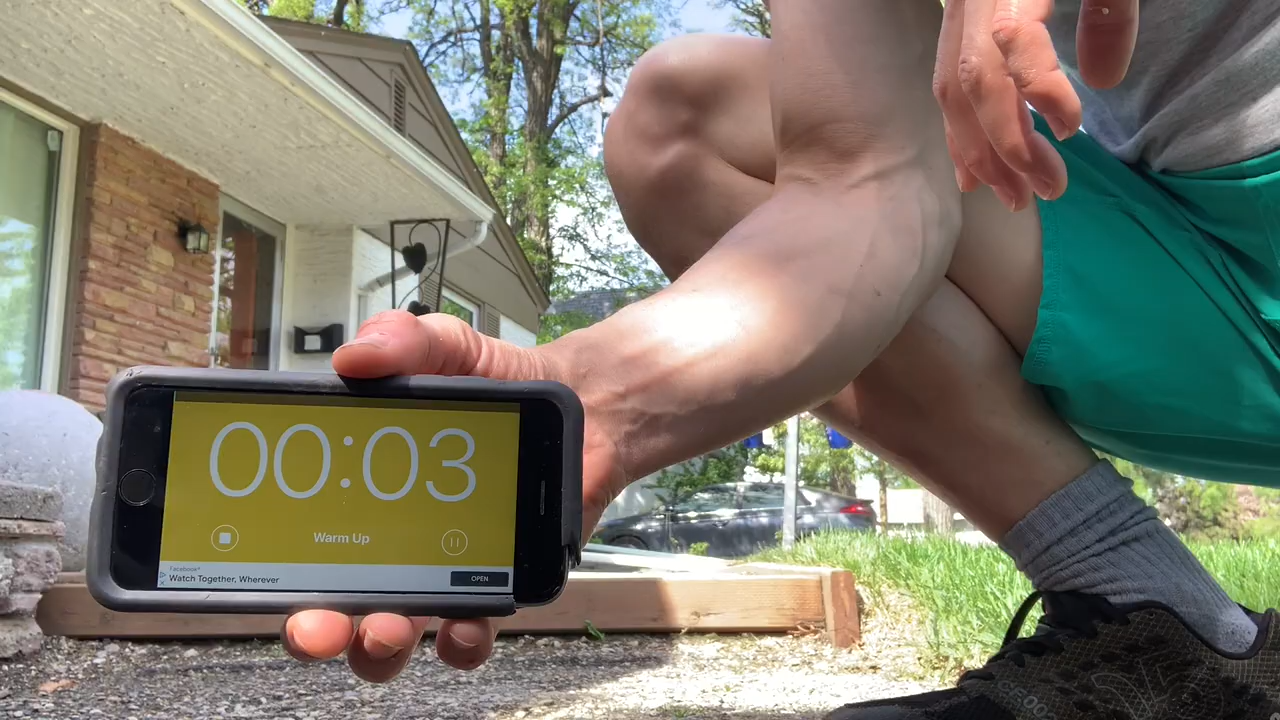 00:03
Warm Up
Facebook®
Watch Together, Wherever
OPEN